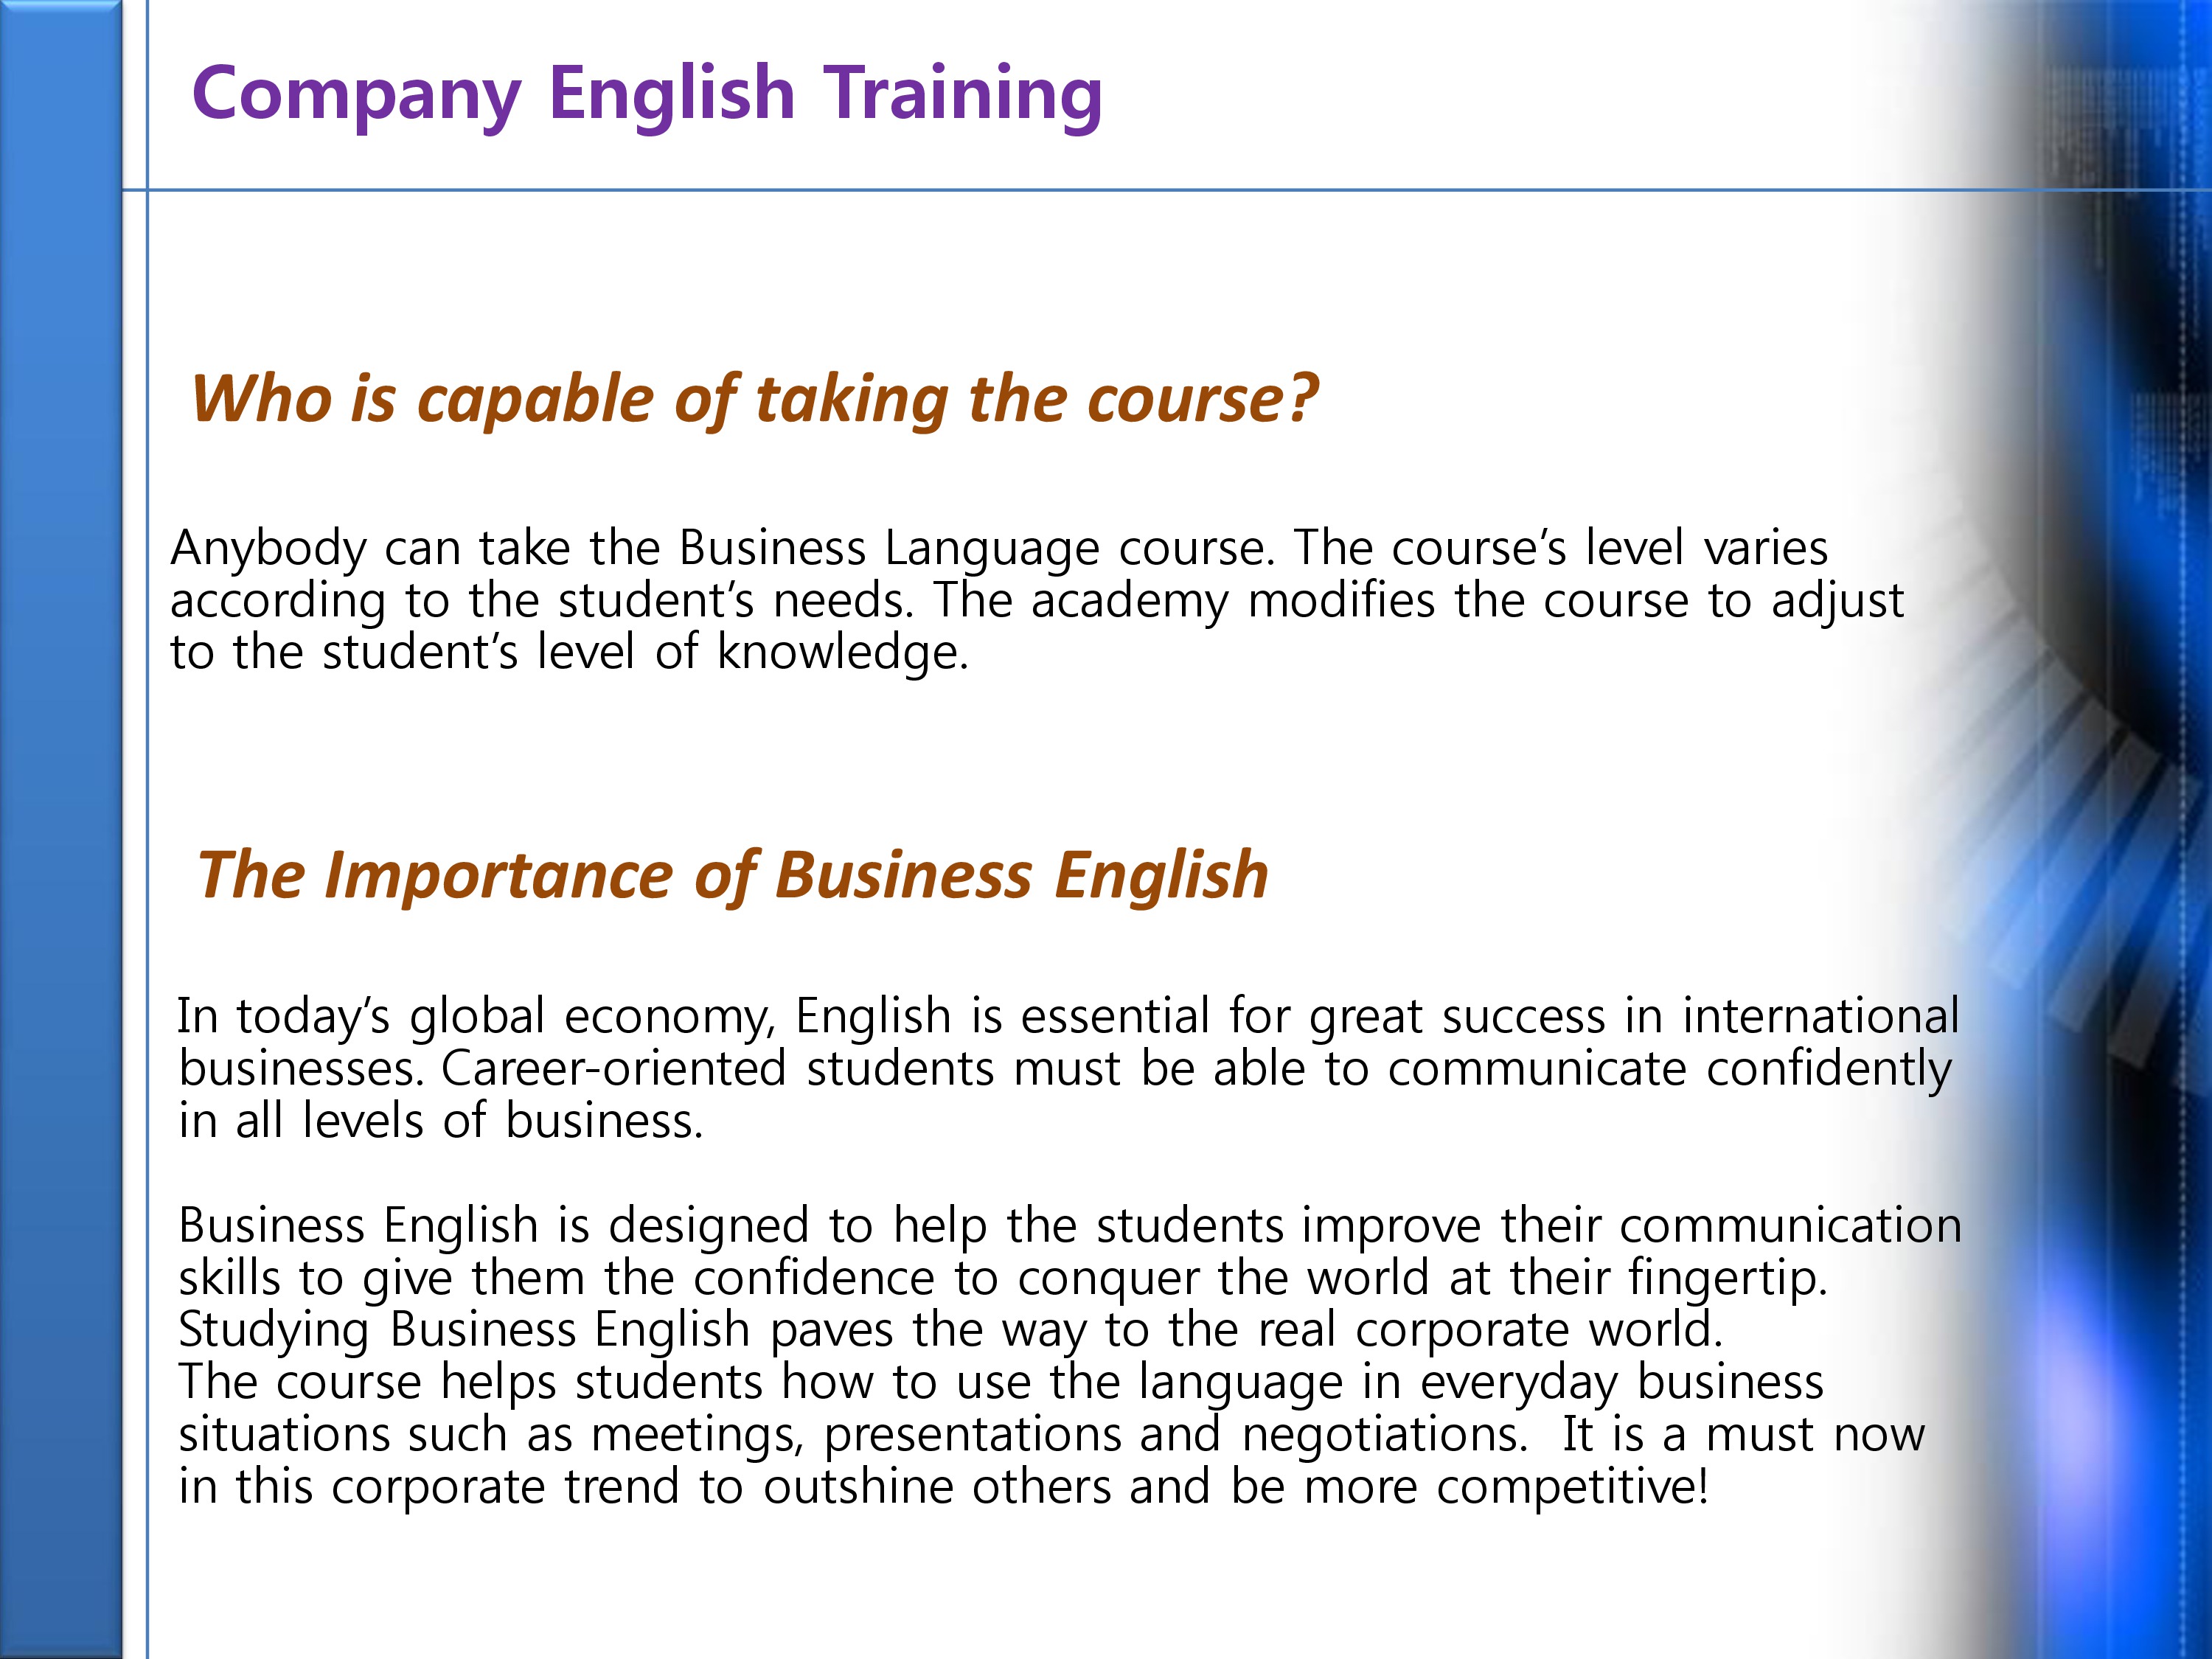 Company English Training
Who is capable of taking the course?
Anybody can take the Business Language course. The course’s level varies
according to the student’s needs. The academy modifies the course to adjust
to the student’s level of knowledge.
The Importance of Business English
In today’s global economy, English is essential for great success in international
businesses. Career-oriented students must be able to communicate confidently
in all levels of business.
Business English is designed to help the students improve their communication
skills to give them the confidence to conquer the world at their fingertip.
Studying Business English paves the way to the real corporate world.
The course helps students how to use the language in everyday business
situations such as meetings, presentations and negotiations.  It is a must now
in this corporate trend to outshine others and be more competitive!